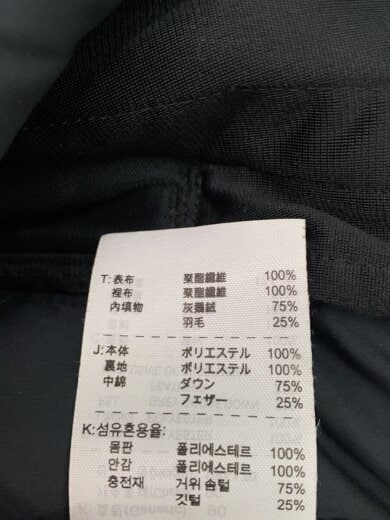 T:表布 聚酯纖維 100%
裡布 聚酯纖維 100%
內填物 灰鵝絨 75%
羽毛 25%
J:本体 ポリエステル 100%
裏地 ポリエステル 100%
中綿 ダウン 75%
フェザー 25%
K:섬유혼용율:
몸판 폴리에스테르 100%
안감 폴리에스테르 100%
충전재 거위 솜털 75%
깃털 25%